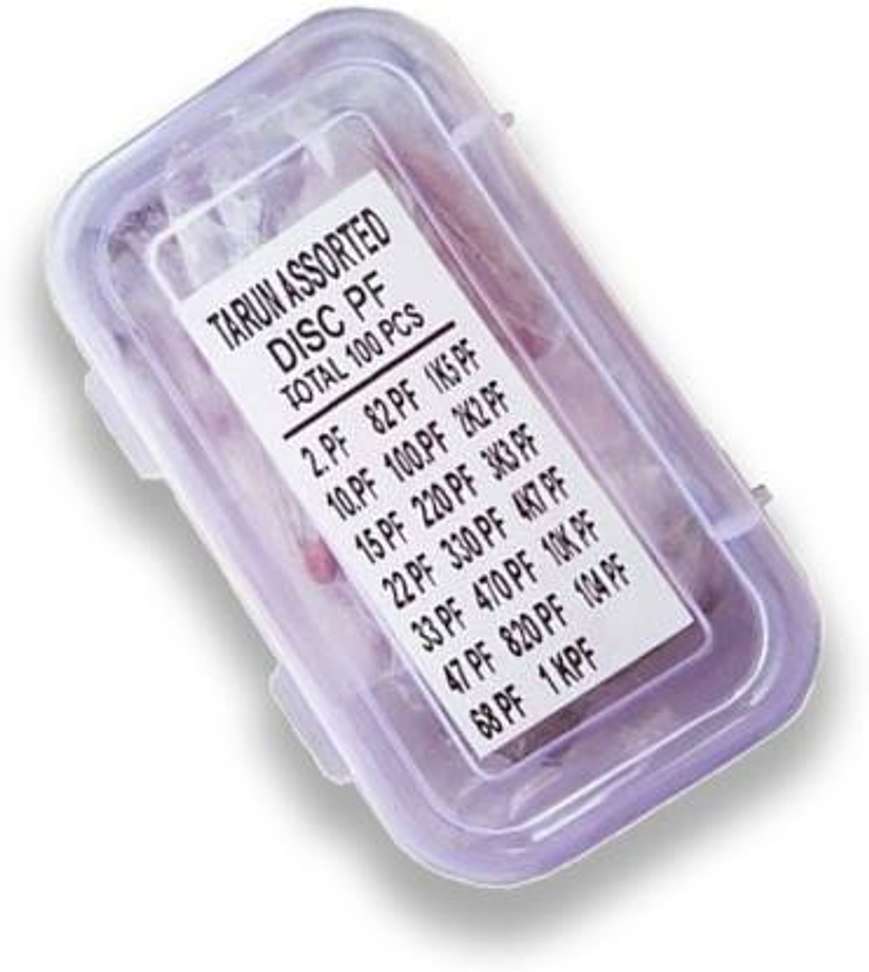 TARUN ASSORTED
DISC PF
TOTAL 100 PCS
2.PF 82PF 1K5 PF
10.PF 100.PF 2K2 PF
15 PF 220 PF 3K3 PF
22 PF 330 PF 4K7 PF
33 PF 470 PF 10K PF
47 PF 820 PF 104 PF
68 PF 1 KPF